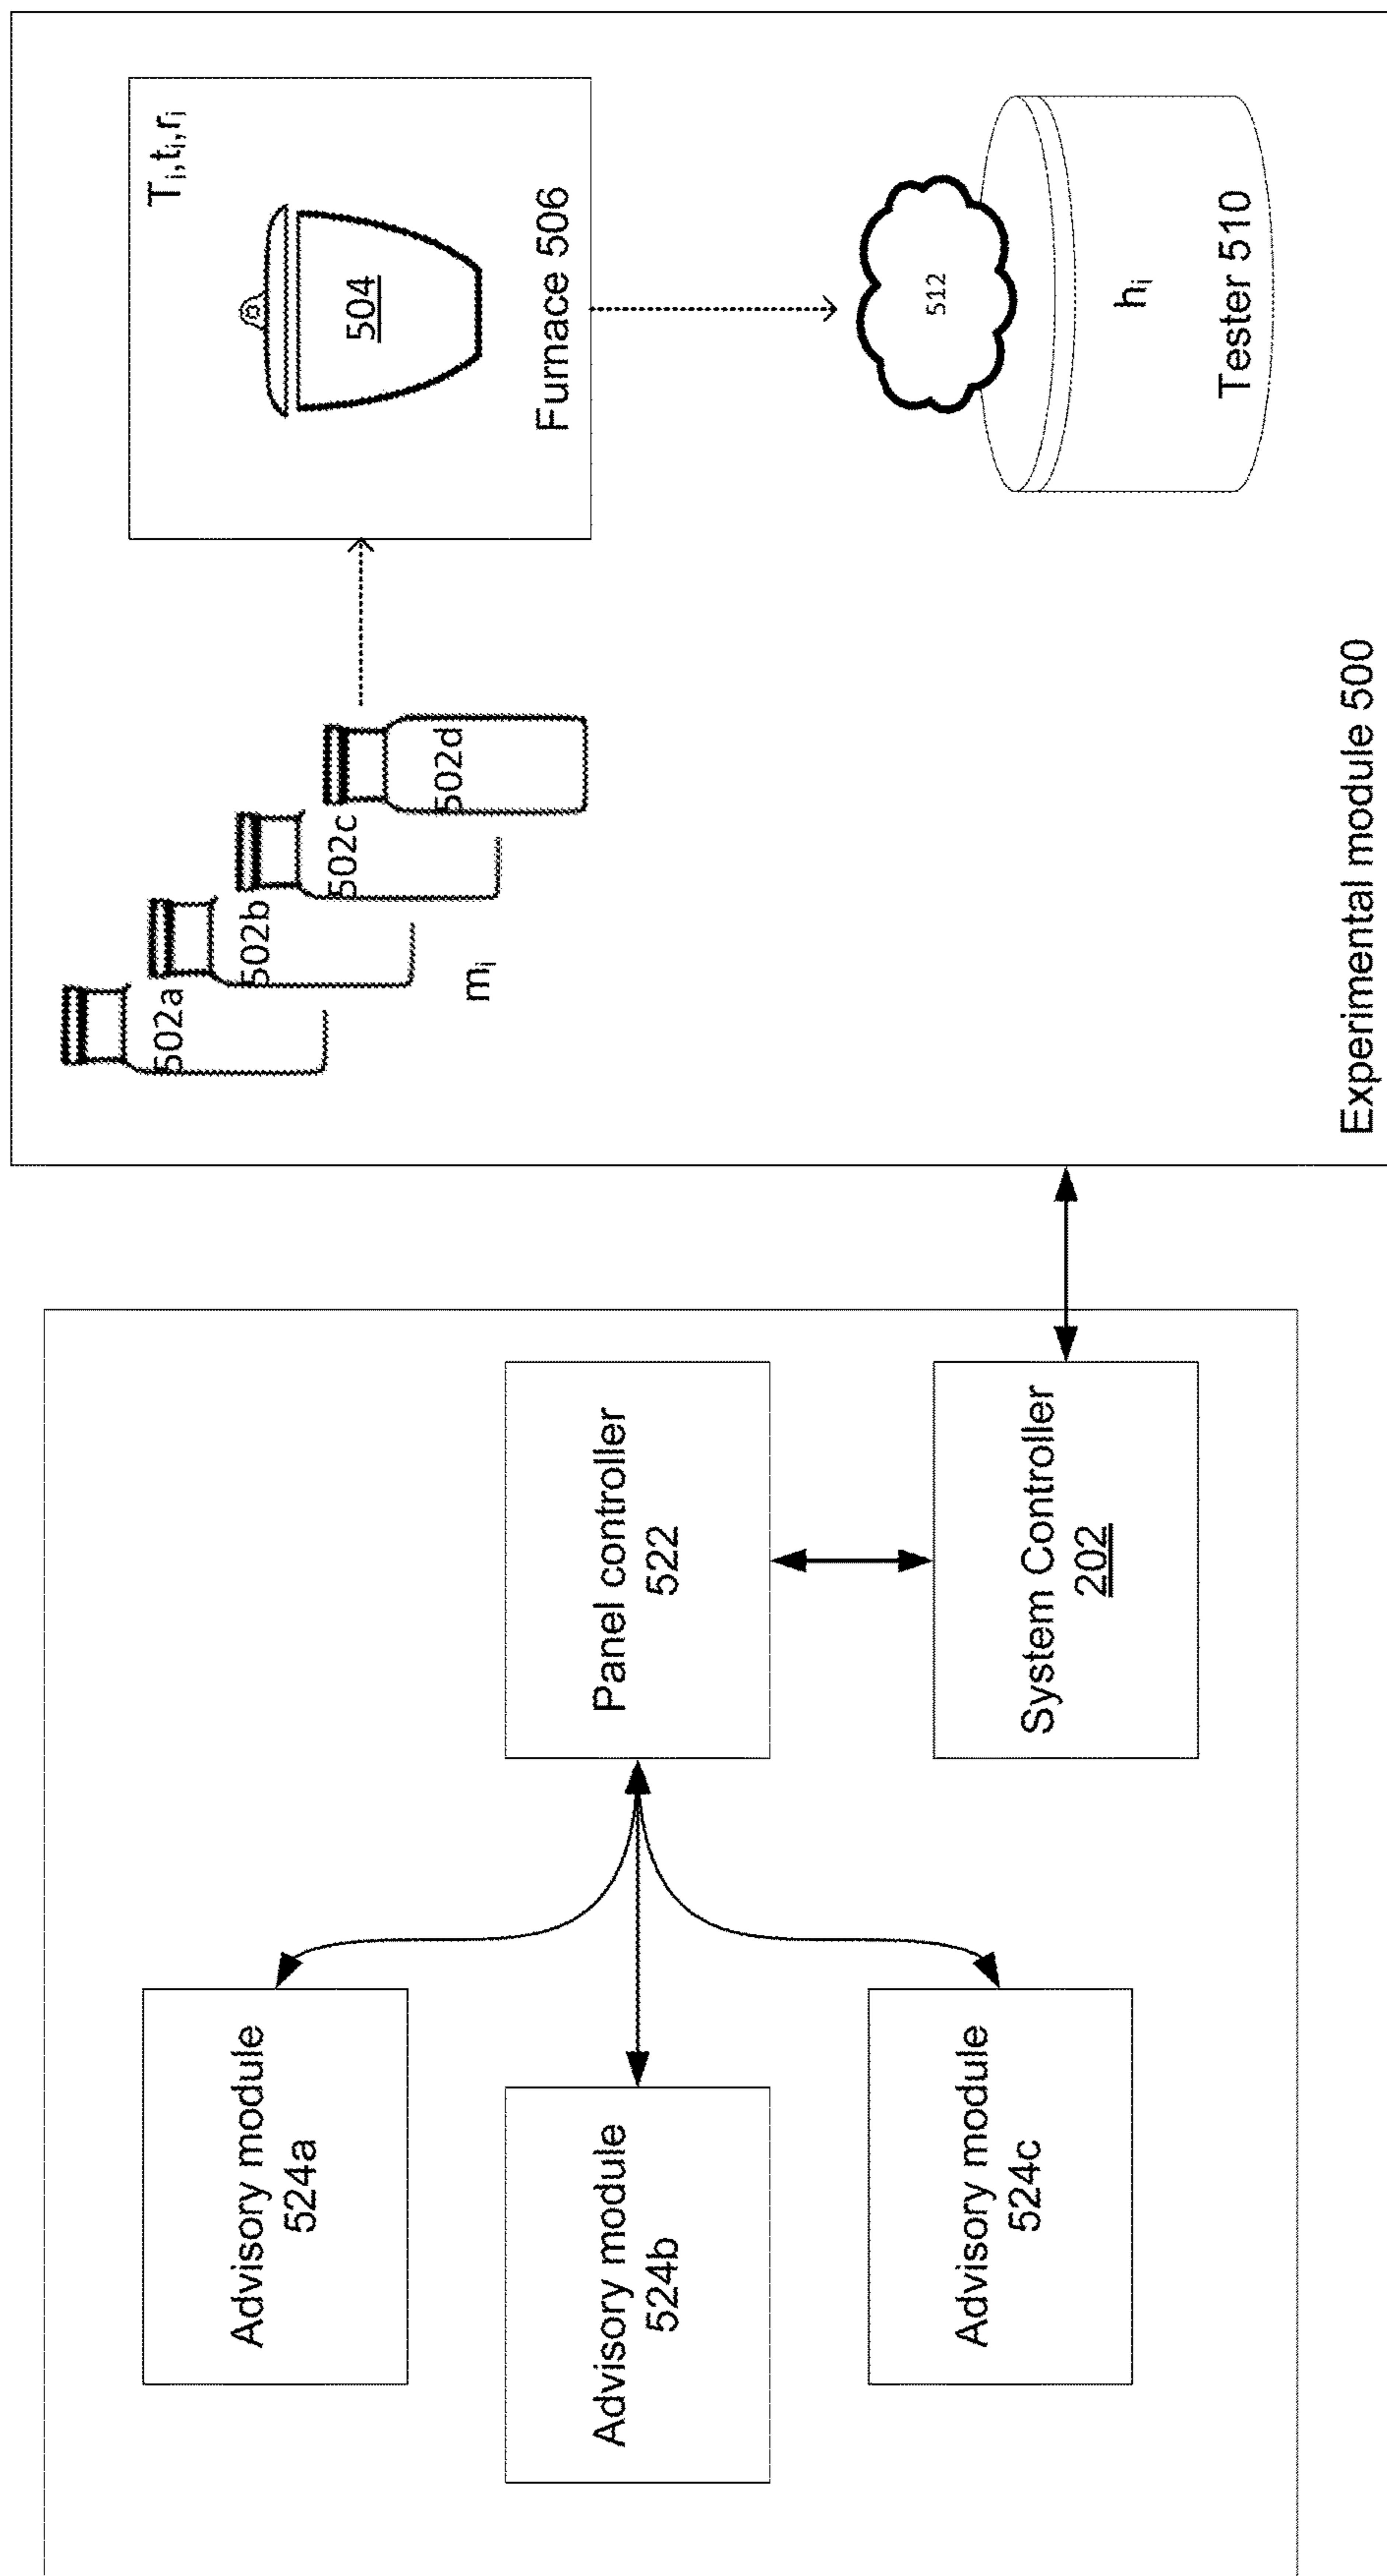 Advisory module
524a
Advisory module
524b
Advisory module
524c
Panel controller
522
System Controller
202
502a
502b
502c
502d
mi
Ti,ti,ri
504
Furnace 506
512
hi
Tester 510
Experimental module 500